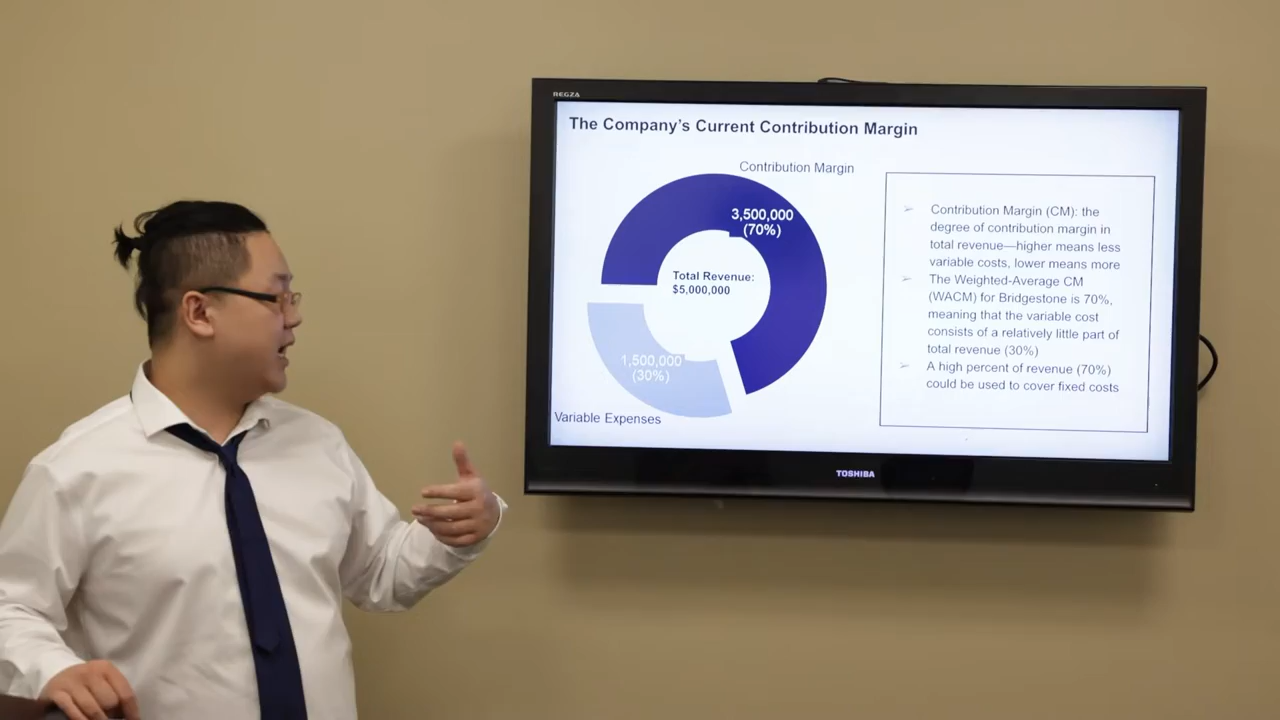 REGZA
The Company's Current Contribution Margin
Contribution Margin
3,500,000
(70%)
Total Revenue:
$5,000,000
1,500,000
(30%)
Variable Expenses
➢ Contribution Margin (CM): the
degree of contribution margin in
total revenue—higher means less
variable costs, lower means more
➢ The Weighted-Average CM
(WACM) for Bridgestone is 70%,
meaning that the variable cost
consists of a relatively little part of
total revenue (30%)
➢ A high percent of revenue (70%)
could be used to cover fixed costs
TOSHIBA